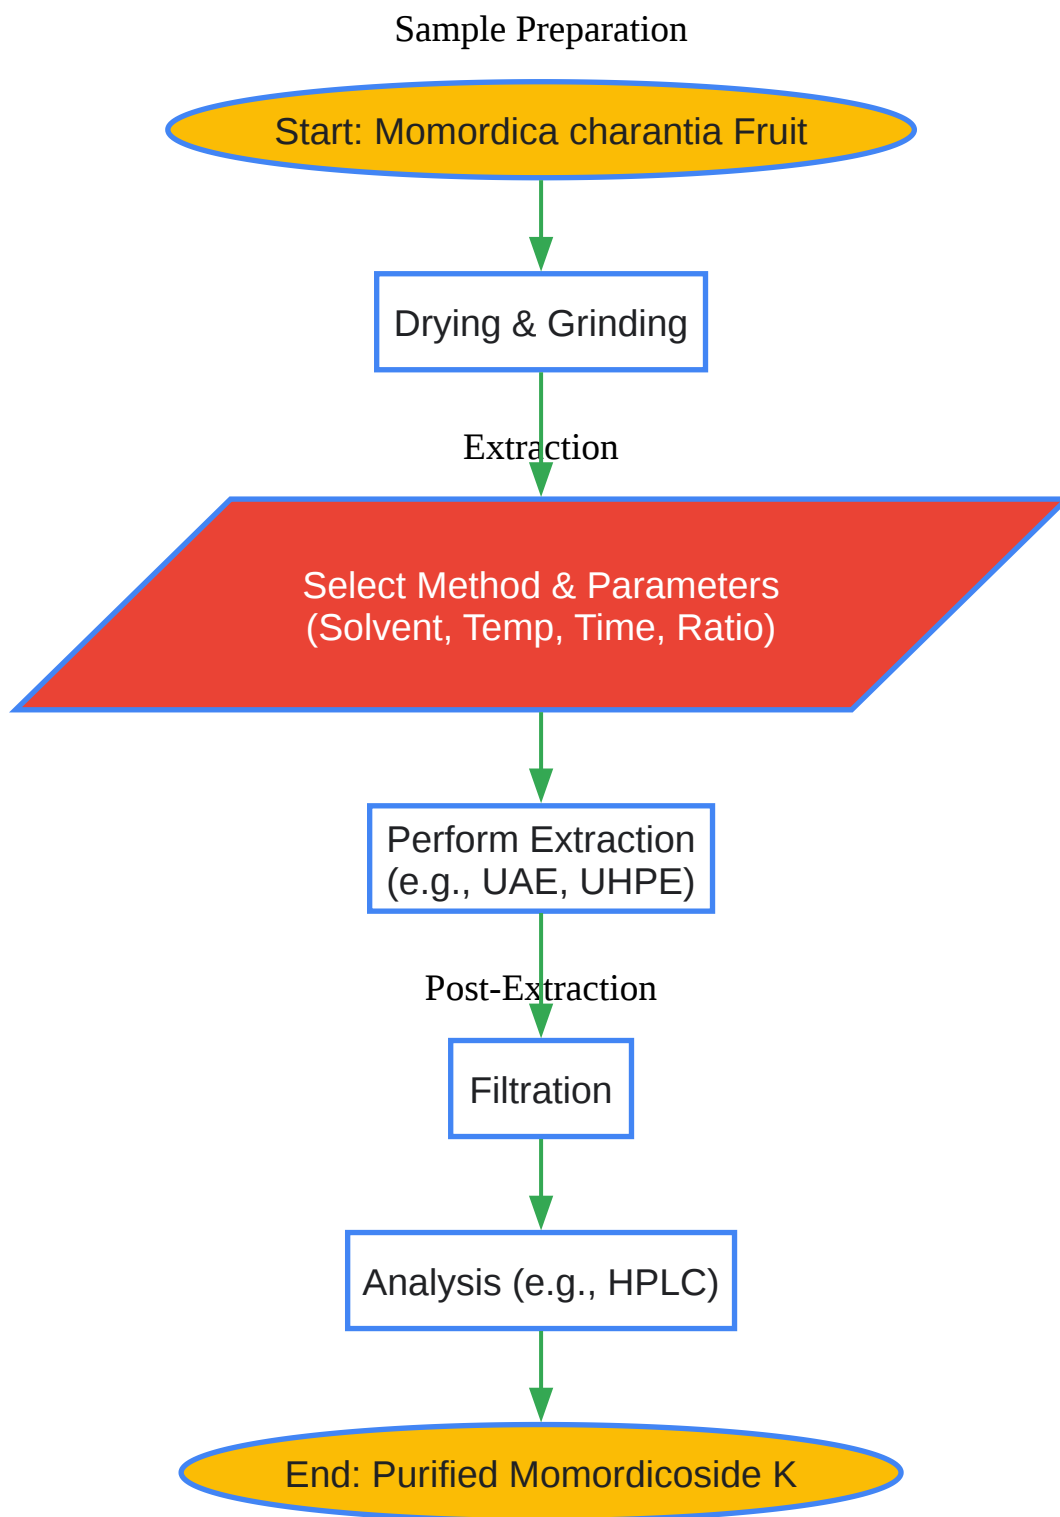 Sample Preparation
Start: Momordica charantia Fruit
Drying & Grinding
Extraction
Select Method & Parameters
(Solvent, Temp, Time, Ratio)
Perform Extraction
(e.g., UAE, UHPE)
Post-Extraction
Filtration
Analysis (e.g., HPLC)
End: Purified Momordicoside K